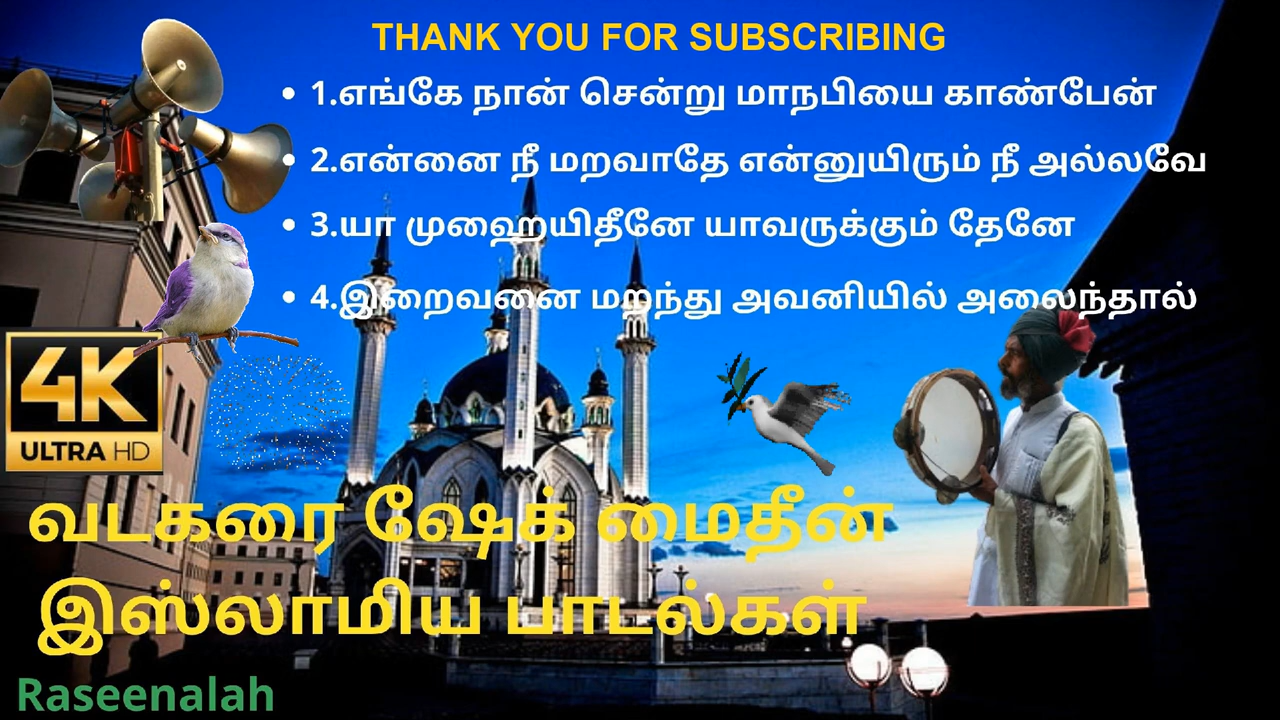 THANK YOU FOR SUBSCRIBING
• 1.எங்கே நான் சென்று மாநபியை காண்பேன்
• 2.என்னை நீ மறவாதே என்னுயிரும் நீ அல்லவே
• 3.யா முஹையிதீனே யாவருக்கும் தேனே
• 4.இறைவனை மறந்து அவனியில் அலைந்தால்
4K
ULTRA HD
வடகரை ஷேக் மைதீன்
இஸ்லாமிய பாடல்கள்
Raseenalah